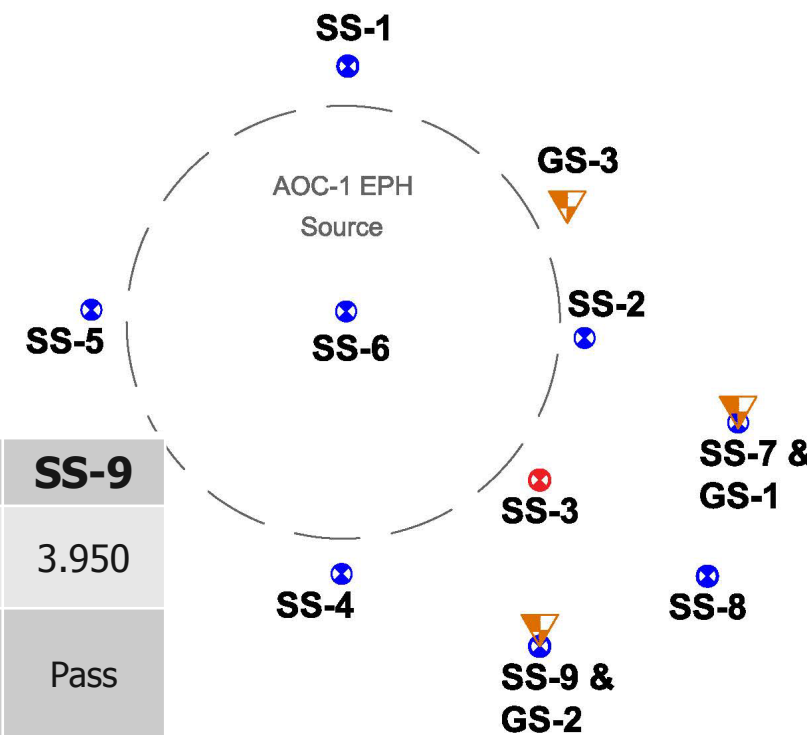 SS-1
GS-3
AOC-1 EPH
Source
SS-2
SS-5
SS-6
SS-7 &
GS-1
SS-9
3.950
Pass
SS-3
SS-4
SS-8
SS-9 &
GS-2